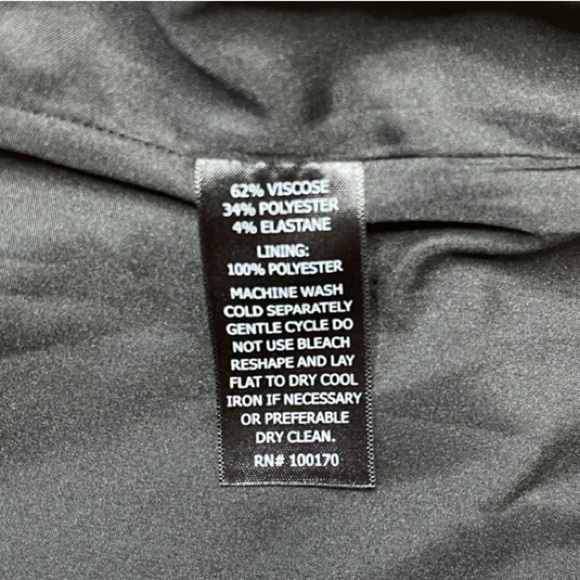 62% VISCOSE
34% POLYESTER
4% ELASTANE
LINING:
100% POLYESTER
MACHINE WASH
COLD SEPARATELY
GENTLE CYCLE DO
NOT USE BLEACH
RESHAPE AND LAY
FLAT TO DRY COOL
IRON IF NECESSARY
OR PREFERABLE
DRY CLEAN.
RN# 100170